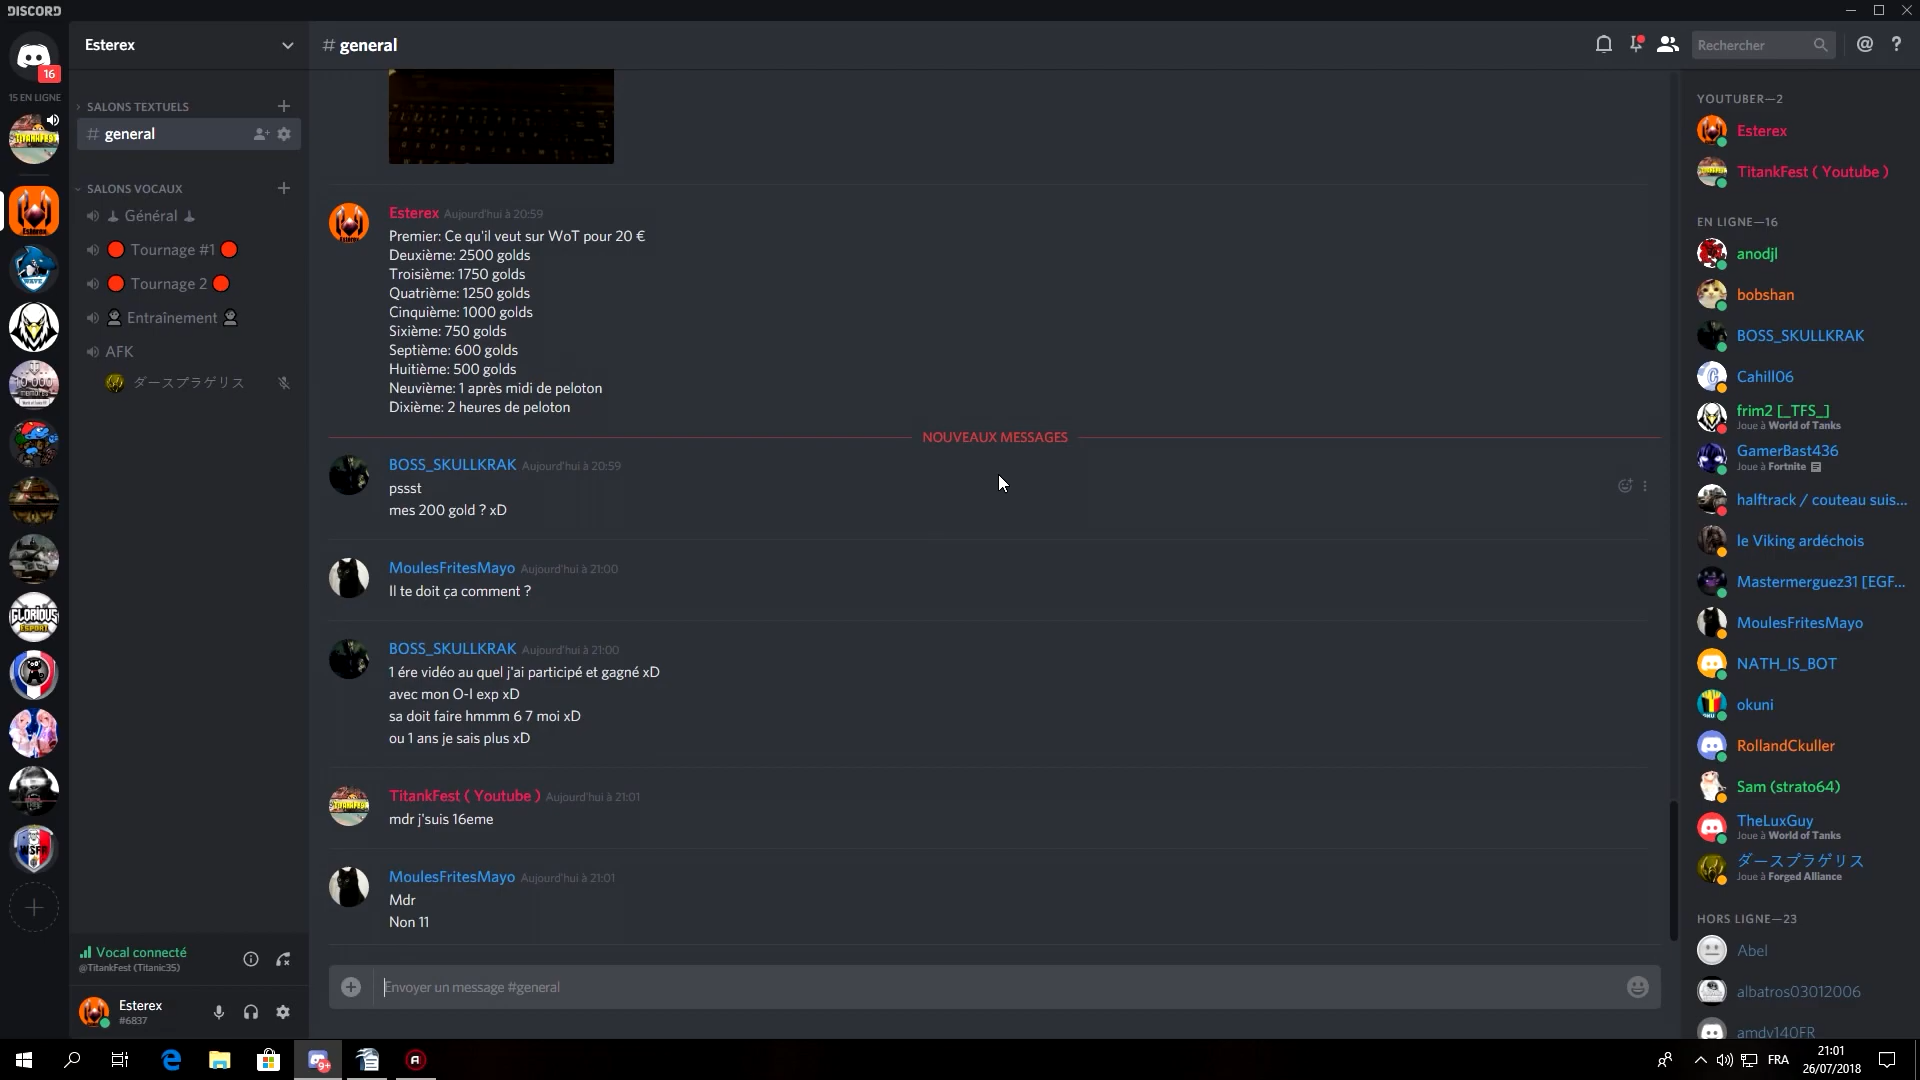 DISCORD
16
15 EN LIGNE
Esterex
SALONS TEXTUELS
# general
SALONS VOCAUX
Général
Tournage #1
Tournage 2
Entraînement
AFK
ダースプラゲリス
Vocal connecté
@TitankFest (Titanic35)
Esterex
#6837
# general
Rechercher
@
?
Esterex Aujourd'hui à 20:59
Premier: Ce qu'il veut sur WoT pour 20 €
Deuxième: 2500 golds
Troisième: 1750 golds
Quatrième: 1250 golds
Cinquième: 1000 golds
Sixième: 750 golds
Septième: 600 golds
Huitième: 500 golds
Neuvième: 1 après midi de peloton
Dixième: 2 heures de peloton
NOUVEAUX MESSAGES
BOSS_SKULLKRAK Aujourd'hui à 20:59
pssst
mes 200 gold ? xD
MoulesFritesMayo Aujourd'hui à 21:00
Il te doit ça comment ?
BOSS_SKULLKRAK Aujourd'hui à 21:00
1 ére vidéo au quel j'ai participé et gagné xD
avec mon O-I exp xD
sa doit faire hmmm 6 7 moi xD
ou 1 ans je sais plus xD
TitankFest ( Youtube ) Aujourd'hui à 21:01
mdr j'suis 16eme
MoulesFritesMayo Aujourd'hui à 21:01
Mdr
Non 11
Envoyer un message #general
YOUTUBER—2
Esterex
TitankFest ( Youtube )
EN LIGNE—16
anodjl
bobshan
BOSS_SKULLKRAK
Cahill06
frim2 [_TFS_]
Joue à World of Tanks
GamerBast436
Joue à Fortnite
halftrack / couteau suis...
le Viking ardéchois
Mastermerguez31 [EGF...
MoulesFritesMayo
NATH_IS_BOT
okuni
RollandCkuller
Sam (strato64)
TheLuxGuy
Joue à World of Tanks
ダースプラゲリス
Joue à Forged Alliance
HORS LIGNE—23
Abel
albatros03012006
amdv140FR
GLORIOUS
ESPORT
WAVE
WSFR
9+
FRA
21:01
26/07/2018